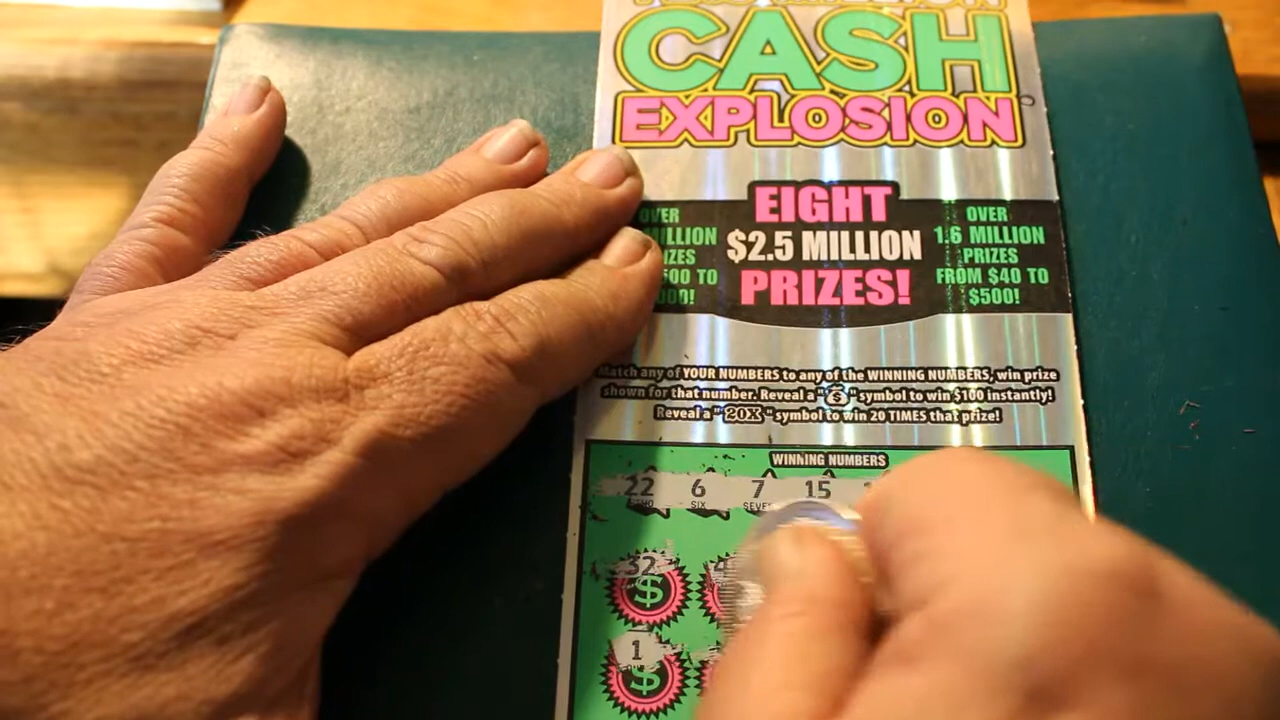 CASH
EXPLOSION
EIGHT
$2.5 MILLION
PRIZES!
OVER
MILLION
OVER
1.6 MILLION
PRIZES
FROM $40 TO
$500!
Match any of YOUR NUMBERS to any of the WINNING NUMBERS, win prize
shown for that number. Reveal a " $ " symbol to win $100 instantly!
Reveal a " 20X " symbol to win 20 TIMES that prize!
WINNING NUMBERS
22 6 7 15
SIX
32
$
1
$